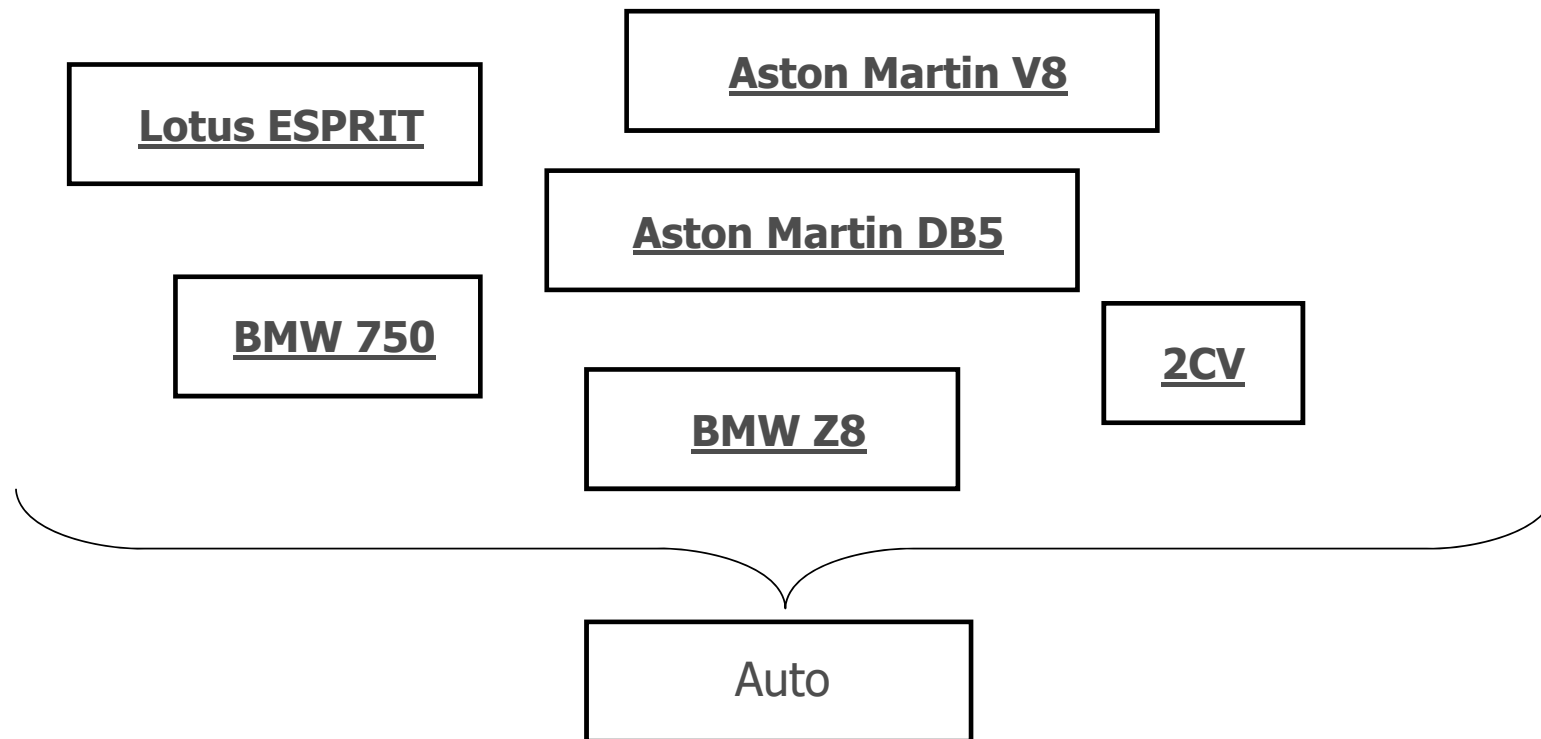 Aston Martin V8
Lotus ESPRIT
Aston Martin DB5
BMW 750
2CV
BMW Z8
Auto